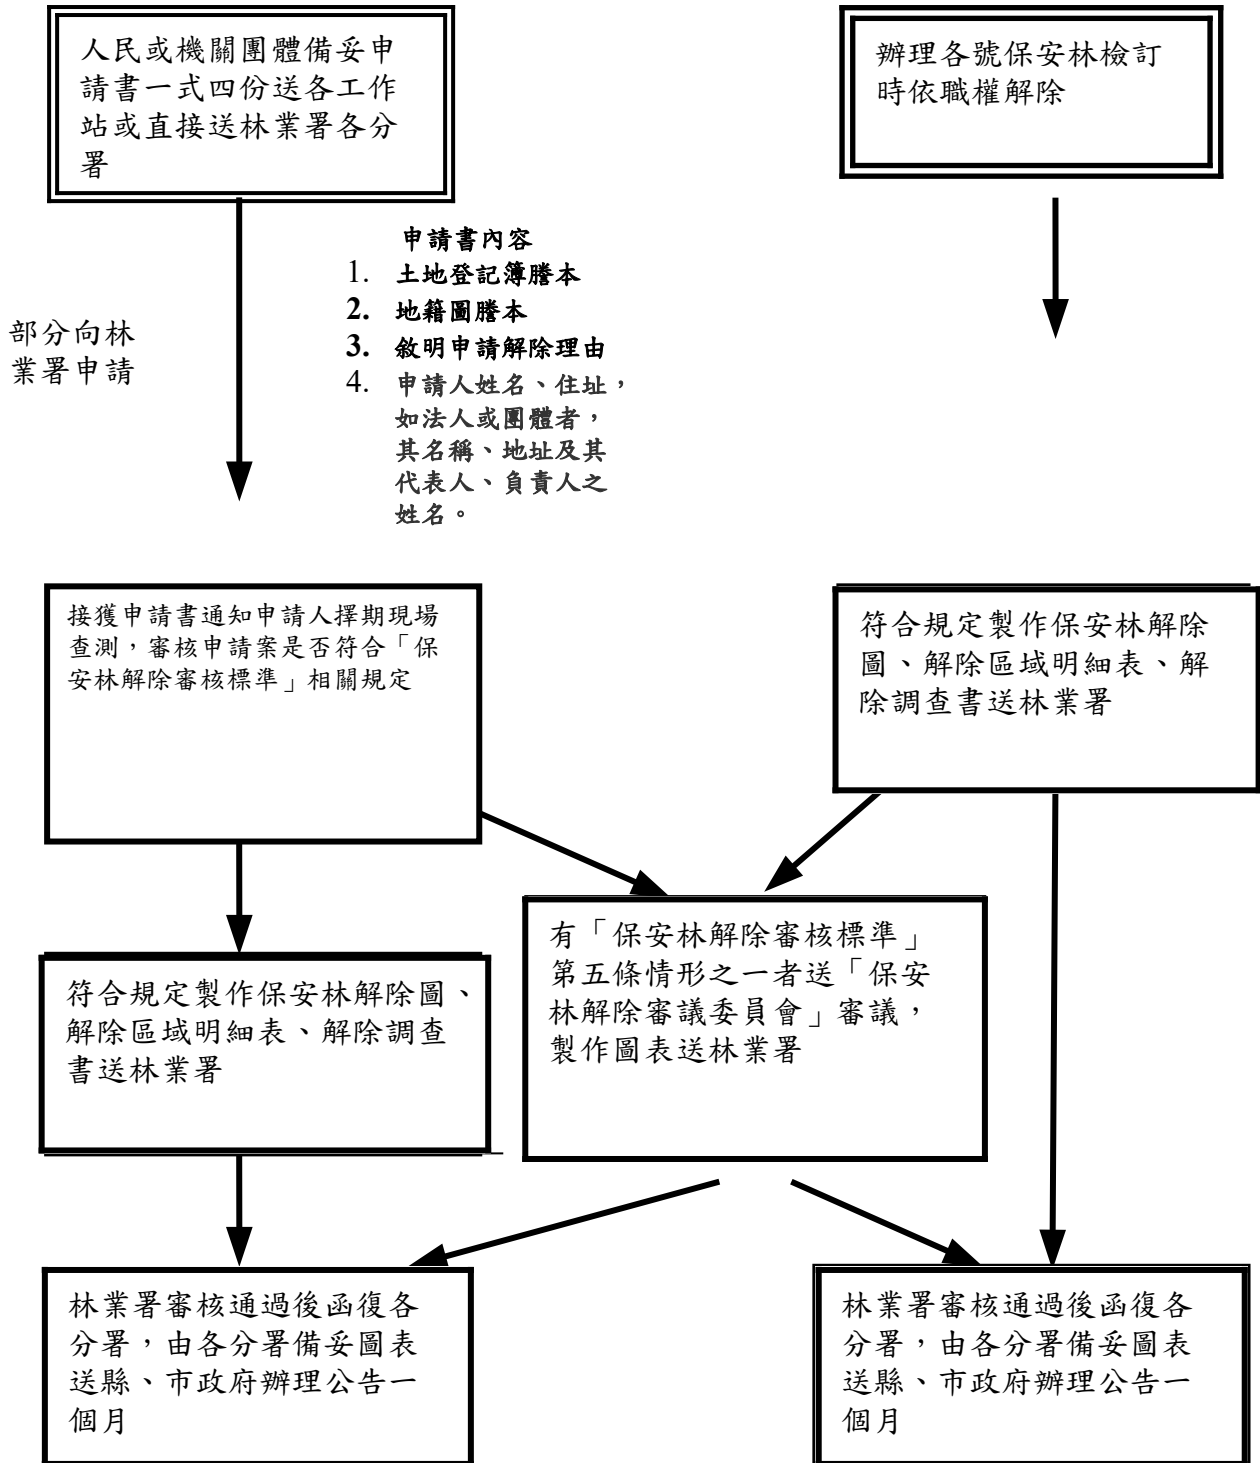 人民或機關團體備妥申
請書一式四份送各工作
站或直接送林業署各分
署
辦理各號保安林檢訂
時依職權解除
部分向林
業署申請
申請書內容
1. 土地登記簿謄本
2. 地籍圖謄本
3. 敘明申請解除理由
4. 申請人姓名、住址，
如法人或團體者，
其名稱、地址及其
代表人、負責人之
姓名。
接獲申請書通知申請人擇期現場
查測，審核申請案是否符合「保
安林解除審核標準」相關規定
符合規定製作保安林解除
圖、解除區域明細表、解
除調查書送林業署
符合規定製作保安林解除圖、
解除區域明細表、解除調查
書送林業署
有「保安林解除審核標準」
第五條情形之一者送「保安
林解除審議委員會」審議，
製作圖表送林業署
林業署審核通過後函復各
分署，由各分署備妥圖表
送縣、市政府辦理公告一
個月
林業署審核通過後函復各
分署，由各分署備妥圖表
送縣、市政府辦理公告一
個月